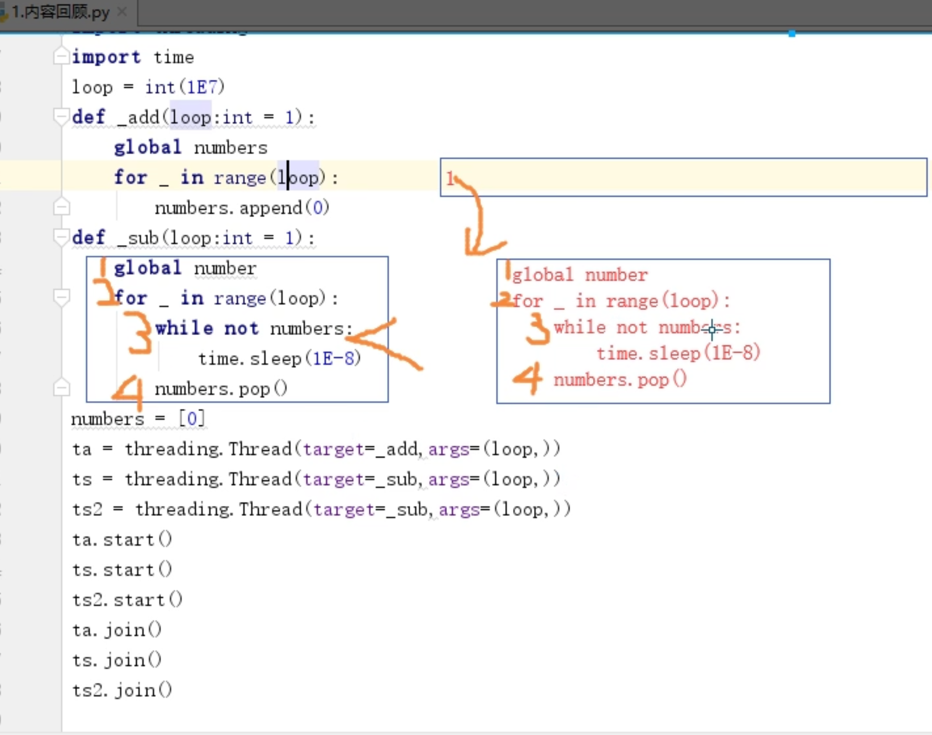 1.内容回顾.py
import threading
import time
loop = int(1E7)
def _add(loop:int = 1):
global numbers
for _ in range(loop):
1
numbers.append(0)
def _sub(loop:int = 1):
1 global number
2 for _ in range(loop):
3 while not numbers:
time.sleep(1E-8)
4 numbers.pop()
1 global number
2 for _ in range(loop):
3 while not numbers:
time.sleep(1E-8)
4 numbers.pop()
numbers = [0]
ta = threading.Thread(target=_add,args=(loop,))
ts = threading.Thread(target=_sub,args=(loop,))
ts2 = threading.Thread(target=_sub,args=(loop,))
ta.start()
ts.start()
ts2.start()
ta.join()
ts.join()
ts2.join()